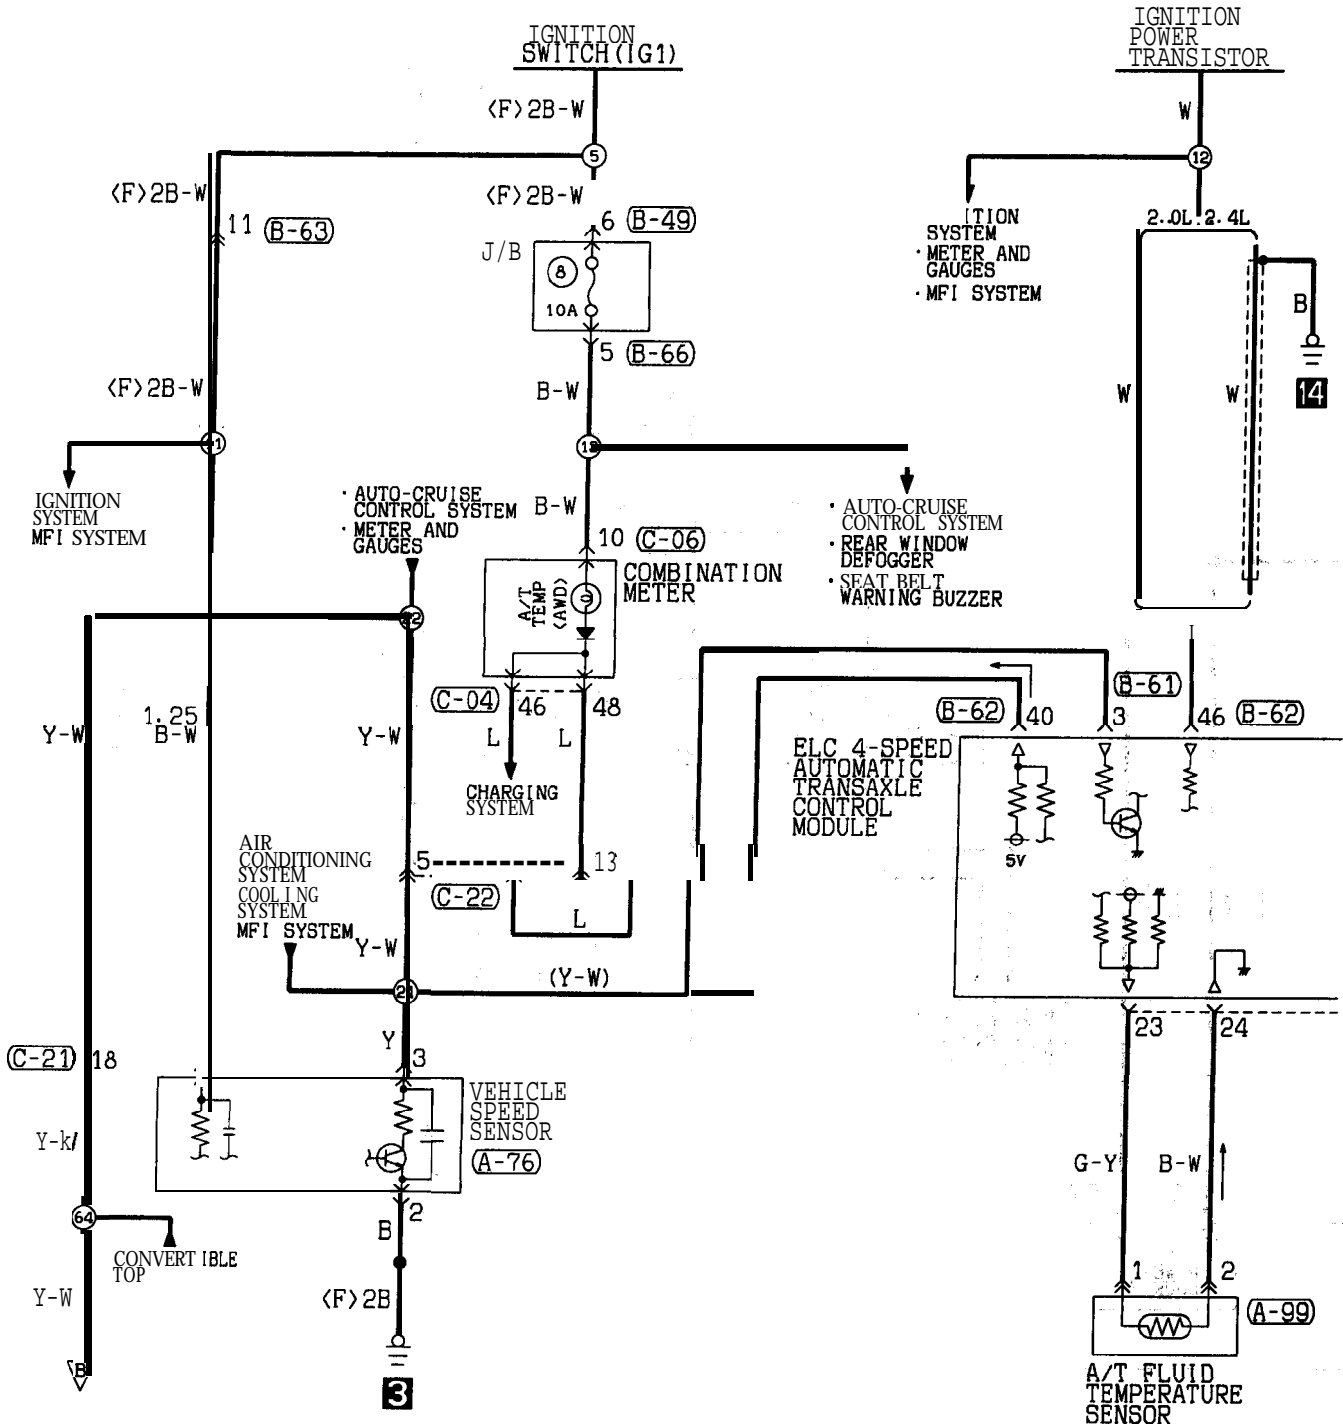 IGNITION
SWITCH(IG1)
IGNITION
POWER
TRANSISTOR
<F>2B-W
W
5
12
<F>2B-W
<F>2B-W
11
B-63
6
B-49
ITION
SYSTEM
· METER AND
GAUGES
· MFI SYSTEM
2.0L
2.4L
J/B
8
10A
B
5
B-66
<F>2B-W
B-W
W
W
14
IGNITION
SYSTEM
MFI SYSTEM
· AUTO-CRUISE
CONTROL SYSTEM
· METER AND
GAUGES
B-W
· AUTO-CRUISE
CONTROL SYSTEM
· REAR WINDOW
DEFOGGER
· SEAT BELT
WARNING BUZZER
10
C-06
COMBINATION
METER
A/T
TEMP
<AWD>
C-04
46
48
B-61
B-62
40
3
46
B-62
Y-W
1.25
B-W
Y-W
L
L
CHARGING
SYSTEM
ELC 4-SPEED
AUTOMATIC
TRANSAXLE
CONTROL
MODULE
5V
AIR
CONDITIONING
SYSTEM
COOLING
SYSTEM
MFI SYSTEM
5
13
C-22
L
Y-W
(Y-W)
21
Y
23
24
C-21
18
3
VEHICLE
SPEED
SENSOR
A-76
Y-k/
G-Y
B-W
64
2
B
CONVERTIBLE
TOP
Y-W
<F>2B
1
2
A-99
B
3
A/T FLUID
TEMPERATURE
SENSOR